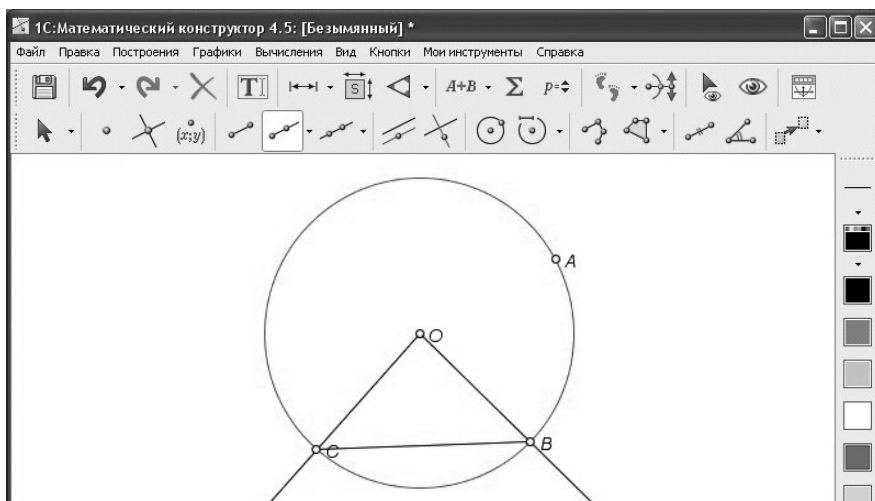 1С:Математический конструктор 4.5: [Безымянный] *
Файл Правка Построения Графики Вычисления Вид Кнопки Мои инструменты Справка
T S A+B Σ p=
(x;y)
A
O
C B